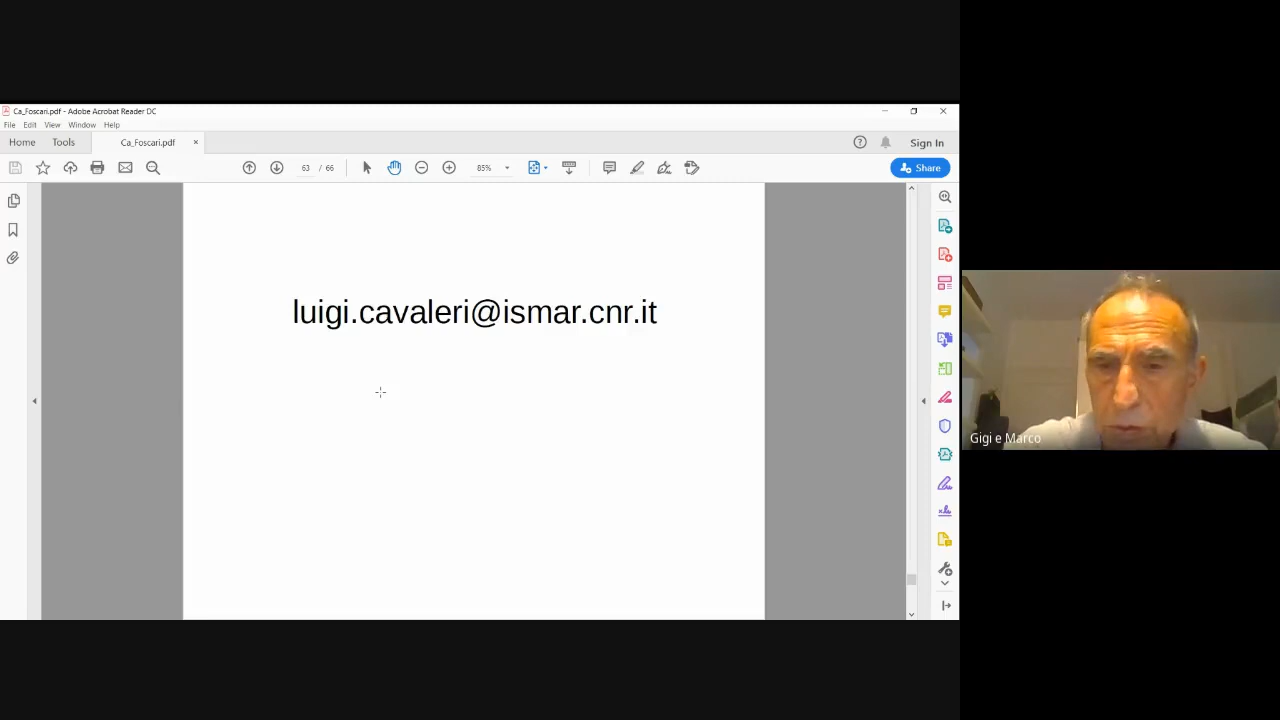 Ca_Foscari.pdf - Adobe Acrobat Reader DC
File Edit View Window Help
Home Tools Ca_Foscari.pdf × Sign In
63 / 66 85% Share
luigi.cavaleri@ismar.cnr.it
Gigi e Marco